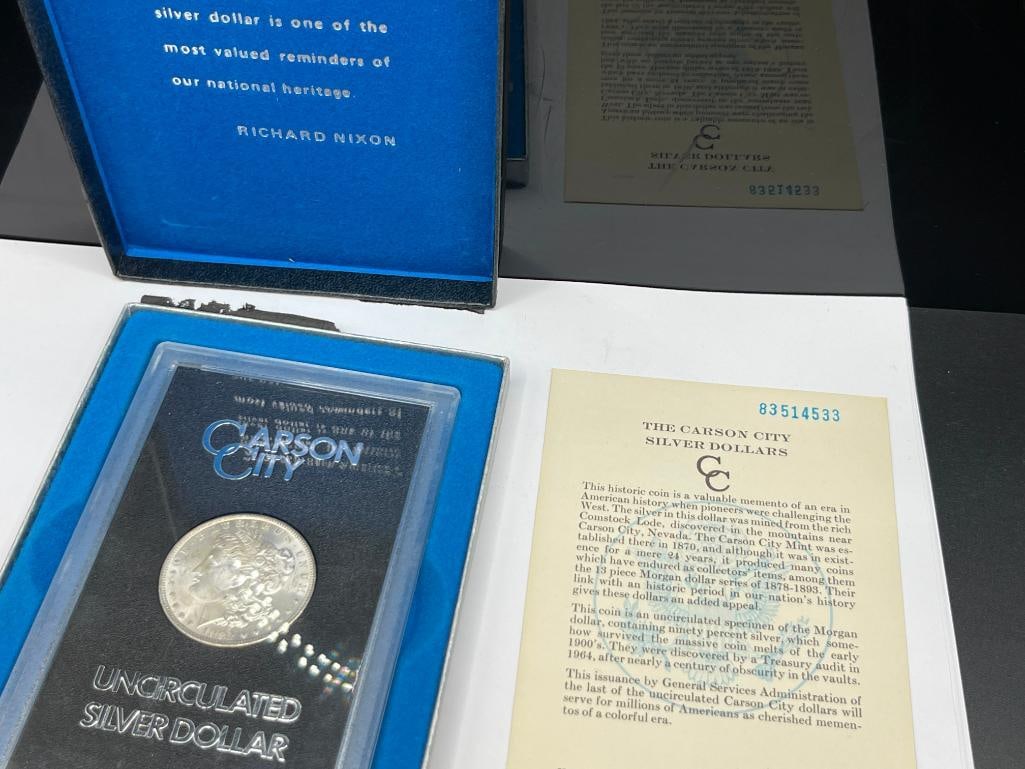 silver dollar is one of the
most valued reminders of
our national heritage.
RICHARD NIXON
CARSON
CITY
UNCIRCULATED
SILVER DOLLAR
83514533
THE CARSON CITY
SILVER DOLLARS
CC
This historic coin is a valuable memento of an era in
American history when pioneers were challenging the
West. The silver in this dollar was mined from the rich
Comstock Lode, discovered in the mountains near
Carson City, Nevada. The Carson City Mint was es-
tablished there in 1870, and although it was in exist-
ence for a mere 24 years, it produced many coins
which have endured as collectors' items, among them
the 13 piece Morgan dollar series of 1878-1893. Their
link with an historic period in our nation's history
gives these dollars an added appeal.
This coin is an uncirculated specimen of the Morgan
dollar, containing ninety percent silver, which some-
how survived the massive coin melts of the early
1900's. They were discovered by a Treasury audit in
1964, after nearly a century of obscurity in the vaults.
This issuance by General Services Administration of
the last of the uncirculated Carson City dollars will
serve for millions of Americans as cherished memen-
tos of a colorful era.